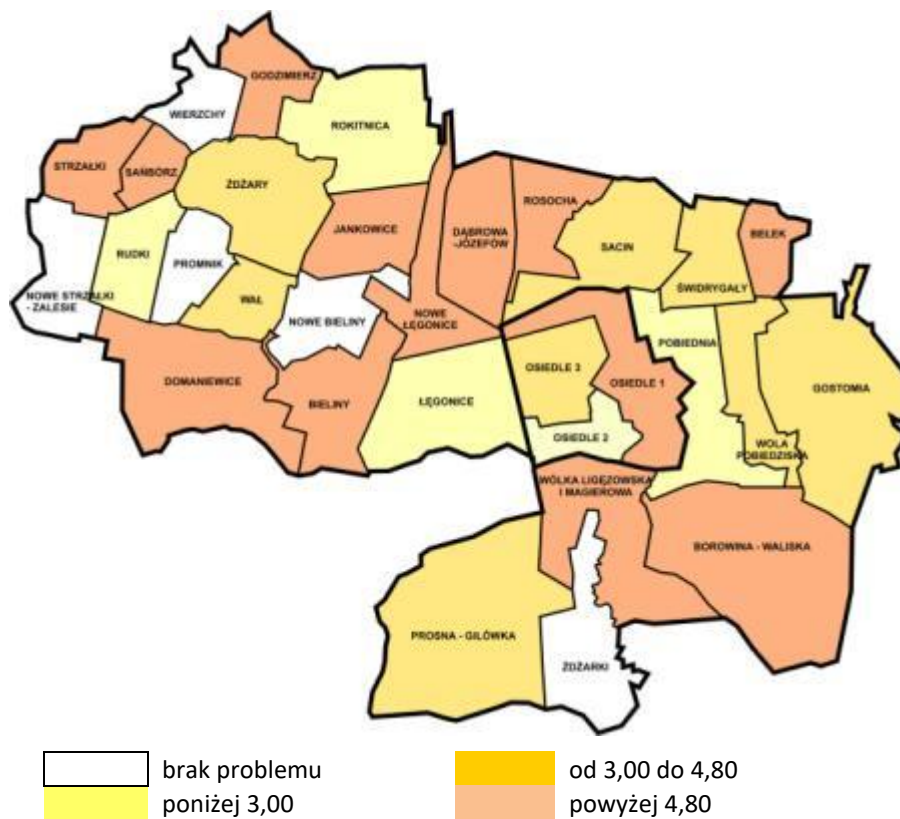 GODZIMIERZ
WIERZCHY
ROKITNICA
STRZAŁKI
SAŃBÓRZ
ŻDŻARY
ROSOCHA
JANKOWICE
DĄBROWA
-JÓZEFÓW
BEŁEK
SACIN
RUDKI
PROMNIK
ŚWIDRYGAŁY
NOWE STRZAŁKI
- ZALESIE
WAŁ
NOWE BIELINY
NOWE
ŁĘGONICE
POBIEDNIA
OSIEDLE 3
DOMANIEWICE
OSIEDLE 1
GOSTOMIA
BIELINY
ŁĘGONICE
OSIEDLE 2
WOLA
POBIEDZISKA
WÓLKA LIGĘZOWSKA
I MAGIEROWA
BOROWINA - WALISKA
PROSNA - GILÓWKA
ŻDŻARKI
brak problemu
od 3,00 do 4,80
poniżej 3,00
powyżej 4,80